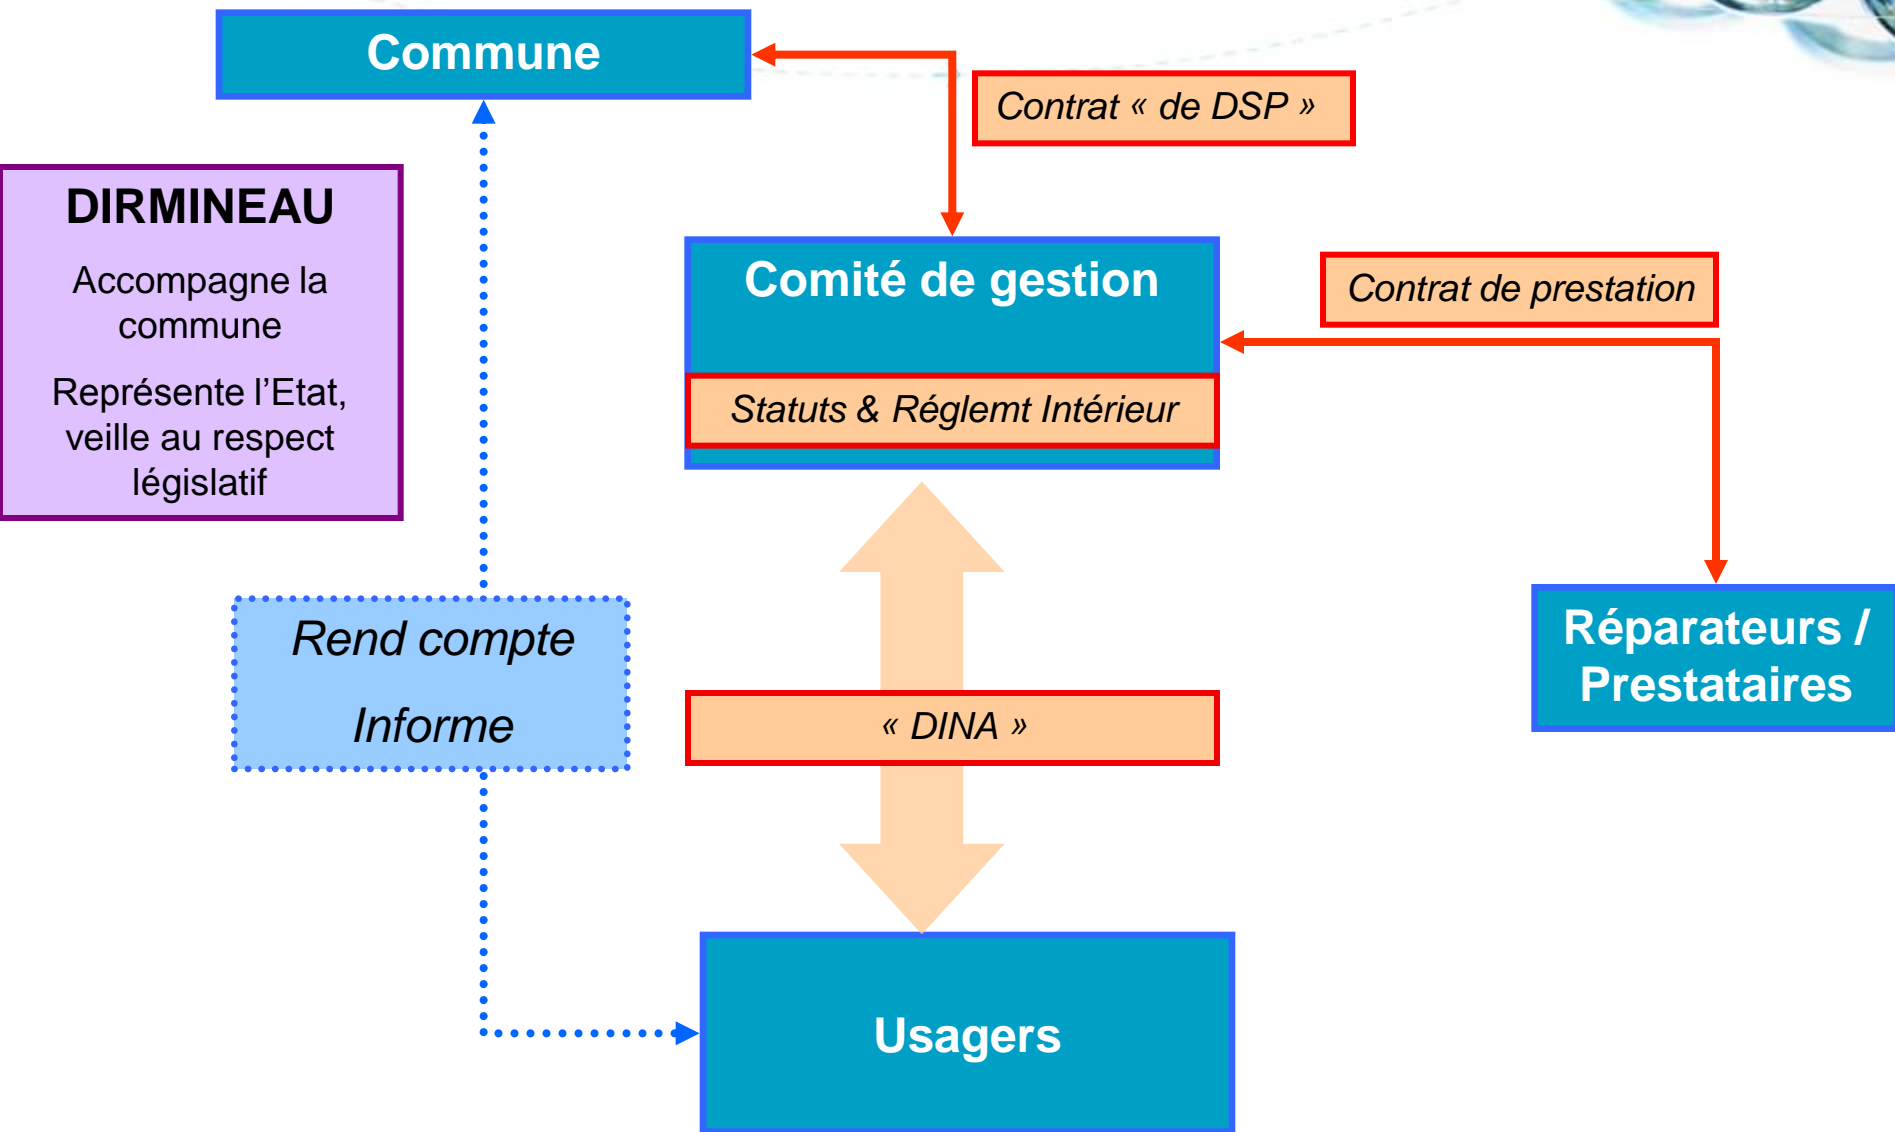 Commune
Contrat « de DSP »
DIRMINEAU
Accompagne la
commune
Représente l’Etat,
veille au respect
législatif
Comité de gestion
Contrat de prestation
Statuts & Réglemt Intérieur
Rend compte
Informe
« DINA »
Réparateurs /
Prestataires
Usagers